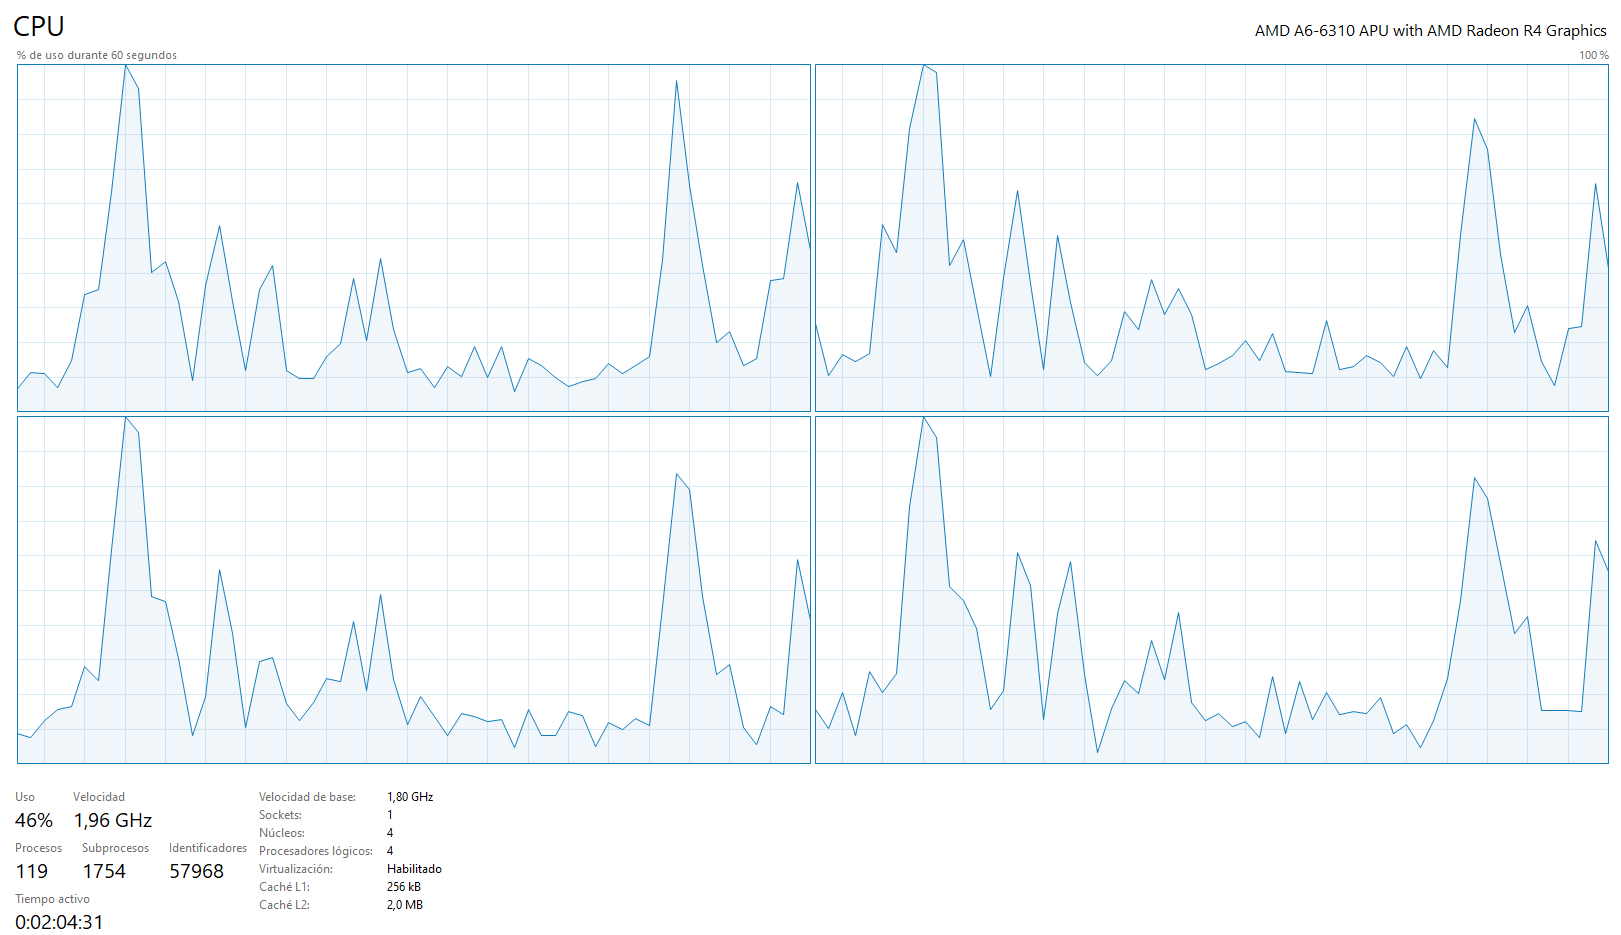 CPU
AMD A6-6310 APU with AMD Radeon R4 Graphics
% de uso durante 60 segundos
100 %
Uso
Velocidad
46%
1,96 GHz
Procesos
Subprocesos
Identificadores
119
1754
57968
Tiempo activo
0:02:04:31
Velocidad de base: 1,80 GHz
Sockets: 1
Núcleos: 4
Procesadores lógicos: 4
Virtualización: Habilitado
Caché L1: 256 kB
Caché L2: 2,0 MB